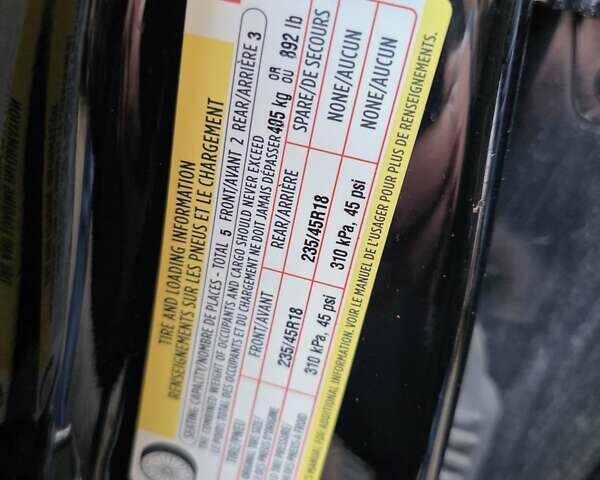 TIRE AND LOADING INFORMATION
RENSEIGNEMENTS SUR LES PNEUS ET LE CHARGEMENT
SEATING CAPACITY/NOMBRE DE PLACES - TOTAL 5 FRONT/AVANT 2 REAR/ARRIÈRE 3
THE COMBINED WEIGHT OF OCCUPANTS AND CARGO SHOULD NEVER EXCEED
LE POIDS TOTAL DES OCCUPANTS ET DU CHARGEMENT NE DOIT JAMAIS DÉPASSER 405 kg OR OU 892 lb
TIRE/PNEU FRONT/AVANT REAR/ARRIÈRE SPARE/DE SECOURS
235/45R18 235/45R18 NONE/AUCUN
310 kPa, 45 psi 310 kPa, 45 psi NONE/AUCUN
MANUAL FOR ADDITIONAL INFORMATION. VOIR LE MANUEL DE L'USAGER POUR PLUS DE RENSEIGNEMENTS.